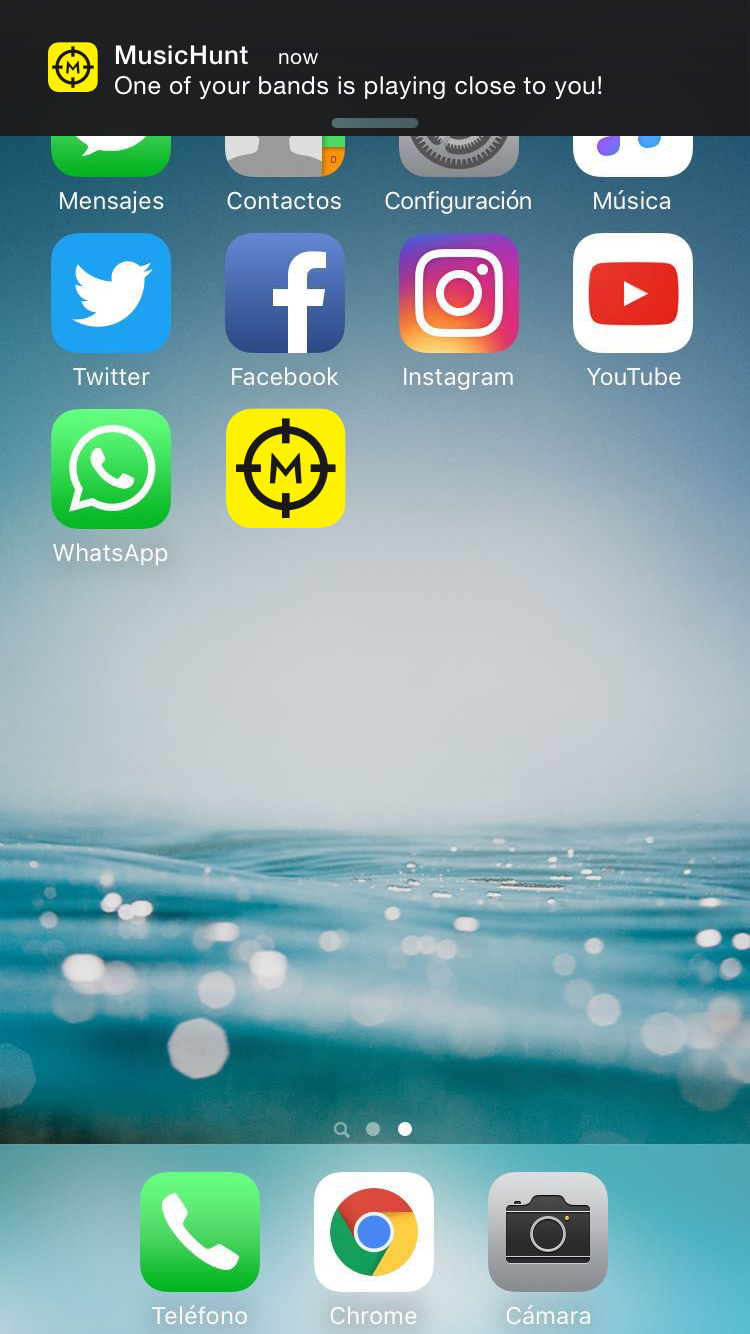 MusicHunt now
One of your bands is playing close to you!
D
Mensajes Contactos Configuración Música
Twitter Facebook Instagram YouTube
M
WhatsApp
Teléfono Chrome Cámara